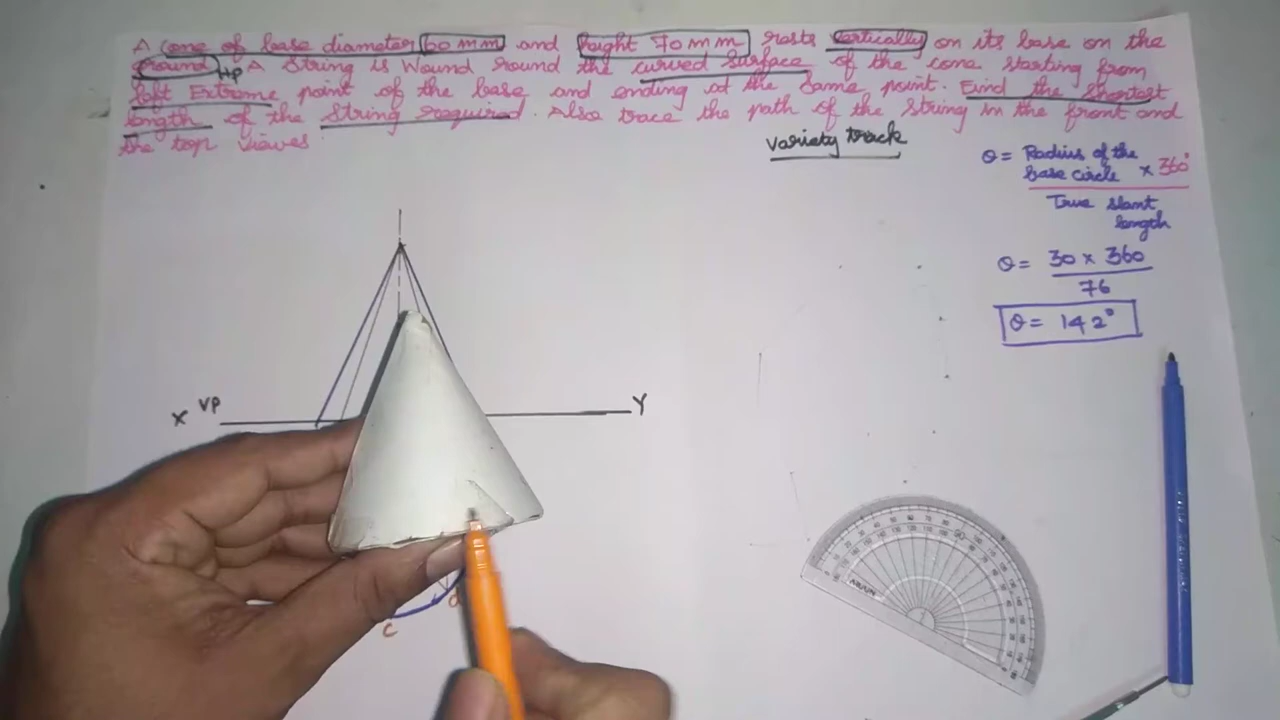 A cone of base diameter 60 mm and height 70 mm rests vertically on its base on the
ground HP A String is Wound round the curved surface of the cone starting from
left Extreme point of the base and ending at the same point. Find the shortest
length of the string required. Also trace the path of the string in the front and
the top views
variety track
θ = Radius of the base circle × 360°
True slant length
θ = 30 × 360
76
θ = 142°
X VP
Y
d
c